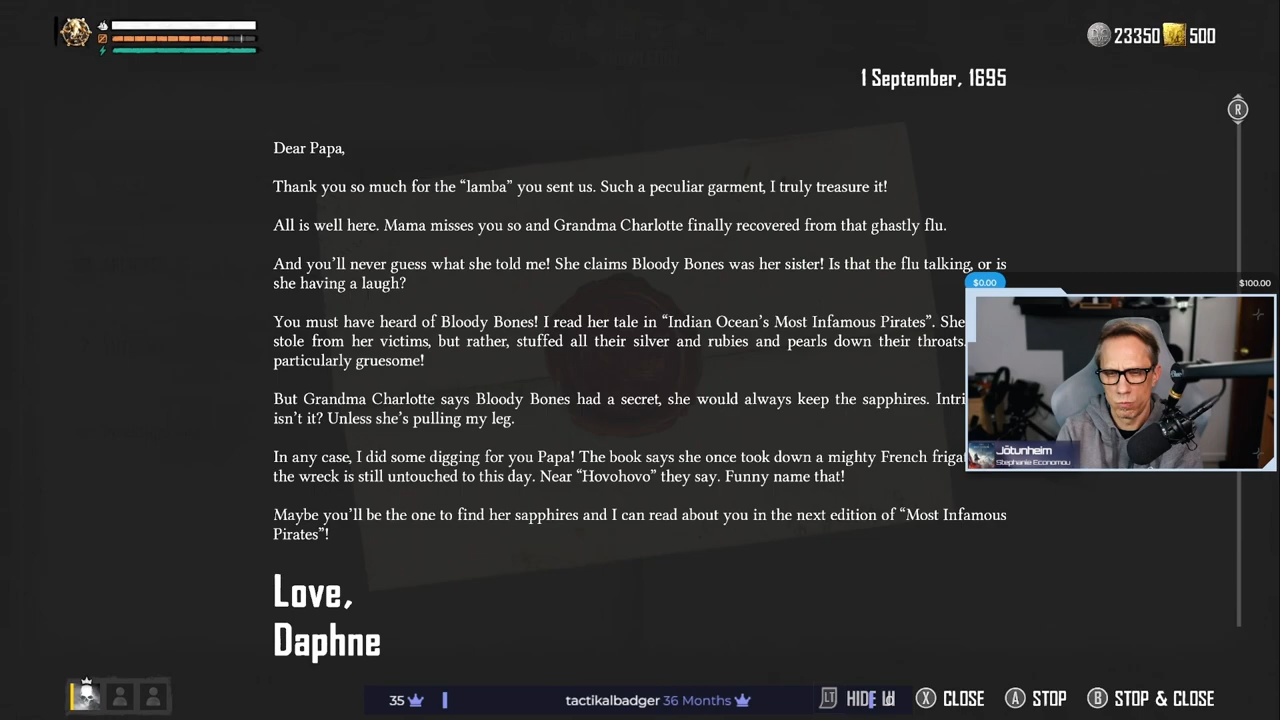 23350 500
1 September, 1695
R
Dear Papa,
Thank you so much for the “lamba” you sent us. Such a peculiar garment, I truly treasure it!
All is well here. Mama misses you so and Grandma Charlotte finally recovered from that ghastly flu.
And you’ll never guess what she told me! She claims Bloody Bones was her sister! Is that the flu talking, or is
she having a laugh?
$0.00 $100.00
You must have heard of Bloody Bones! I read her tale in “Indian Ocean’s Most Infamous Pirates”. She
stole from her victims, but rather, stuffed all their silver and rubies and pearls down their throats.
particularly gruesome!
But Grandma Charlotte says Bloody Bones had a secret, she would always keep the sapphires.
isn’t it? Unless she’s pulling my leg.
In any case, I did some digging for you Papa! The book says she once took down a mighty French
the wreck is still untouched to this day. Near “Hovohovo” they say. Funny name that!
Jötunheim
Stephanie Economou
Maybe you’ll be the one to find her sapphires and I can read about you in the next edition of “Most Infamous
Pirates”!
Love,
Daphne
35 tactikalbadger 36 Months LT HIDE X CLOSE A STOP B STOP & CLOSE